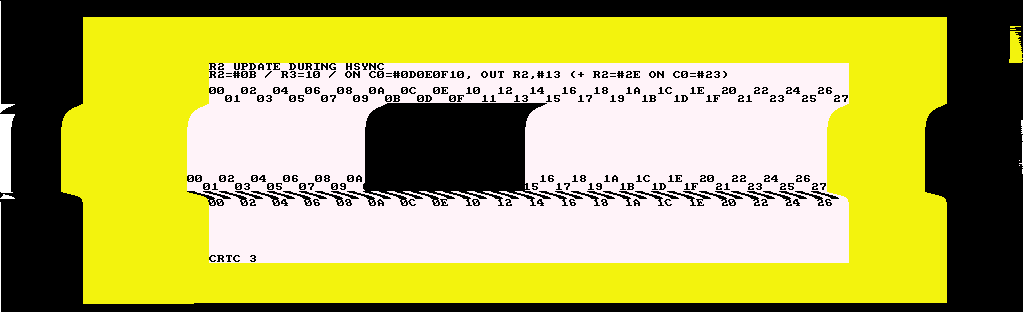 R2 UPDATE DURING HSYNC
R2=#0B / R3=10 / ON C0=#0D0E0F10, OUT R2,#13 (+ R2=#2E ON C0=#23)
00 02 04 06 08 0A 0C 0E 10 12 14 16 18 1A 1C 1E 20 22 24 26
01 03 05 07 09 0B 0D 0F 11 13 15 17 19 1B 1D 1F 21 23 25 27
00 02 04 06 08 0A 16 18 1A 1C 1E 20 22 24 26
01 03 05 07 09 15 17 19 1B 1D 1F 21 23 25 27
00 02 04 06 08 0A 0C 0E 10 12 14 16 18 1A 1C 1E 20 22 24 26
CRTC 3